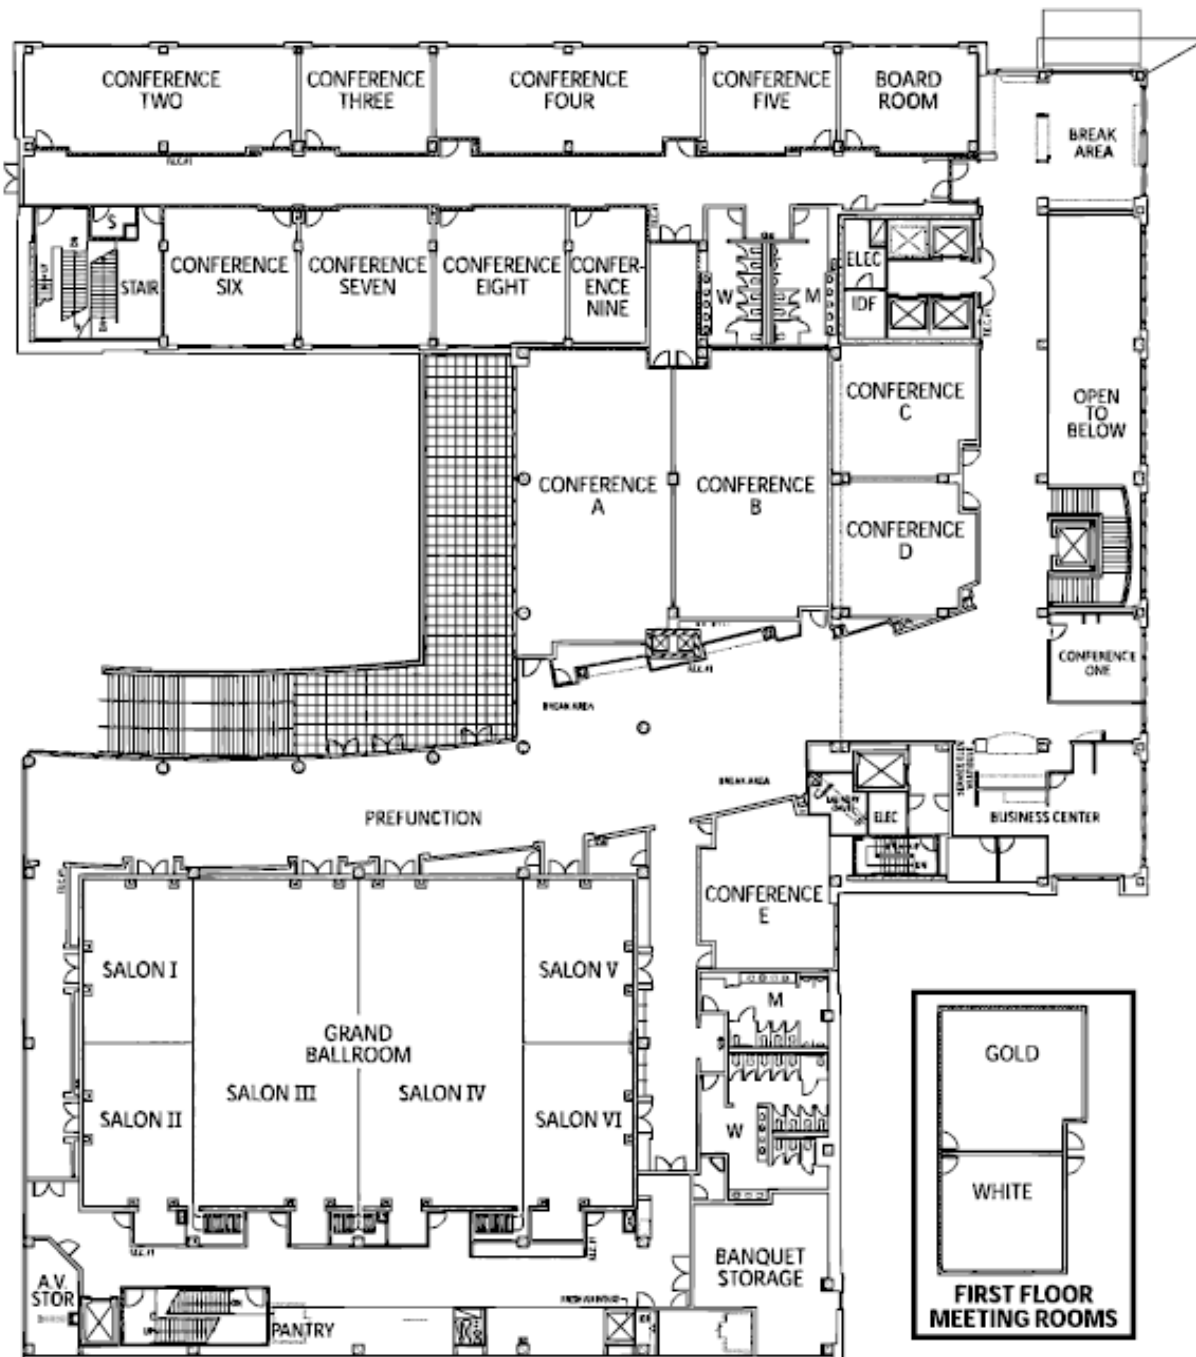 CONFERENCE
TWO
CONFERENCE
THREE
CONFERENCE
FOUR
CONFERENCE
FIVE
BOARD
ROOM
BREAK
AREA
S
STAIR
CONFERENCE
SIX
CONFERENCE
SEVEN
CONFERENCE
EIGHT
CONFER-
ENCE
NINE
W
M
ELEC
IDF
CONFERENCE
A
CONFERENCE
B
CONFERENCE
C
CONFERENCE
D
OPEN
TO
BELOW
CONFERENCE
ONE
BREAK AREA
BREAK AREA
PREFUNCTION
ELEC
BUSINESS CENTER
CONFERENCE
E
SALON I
SALON V
GRAND
BALLROOM
SALON II
SALON III
SALON IV
SALON VI
M
W
A.V.
STOR
PANTRY
BANQUET
STORAGE
GOLD
WHITE
FIRST FLOOR
MEETING ROOMS